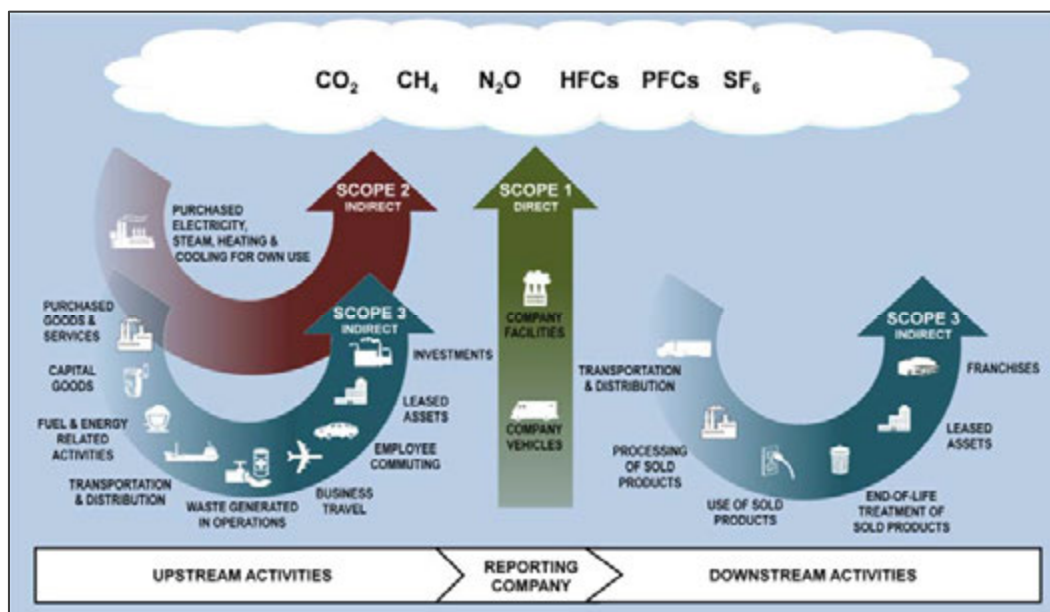 CO₂ CH₄ N₂O HFCs PFCs SF₆
SCOPE 2
INDIRECT
PURCHASED
ELECTRICITY,
STEAM, HEATING &
COOLING FOR OWN USE
SCOPE 1
DIRECT
COMPANY
FACILITIES
COMPANY
VEHICLES
SCOPE 3
INDIRECT
PURCHASED
GOODS &
SERVICES
CAPITAL
GOODS
FUEL & ENERGY
RELATED
ACTIVITIES
TRANSPORTATION
& DISTRIBUTION
WASTE GENERATED
IN OPERATIONS
BUSINESS
TRAVEL
EMPLOYEE
COMMUTING
LEASED
ASSETS
INVESTMENTS
SCOPE 3
INDIRECT
TRANSPORTATION
& DISTRIBUTION
PROCESSING
OF SOLD
PRODUCTS
USE OF SOLD
PRODUCTS
END-OF-LIFE
TREATMENT OF
SOLD PRODUCTS
LEASED
ASSETS
FRANCHISES
UPSTREAM ACTIVITIES
REPORTING
COMPANY
DOWNSTREAM ACTIVITIES